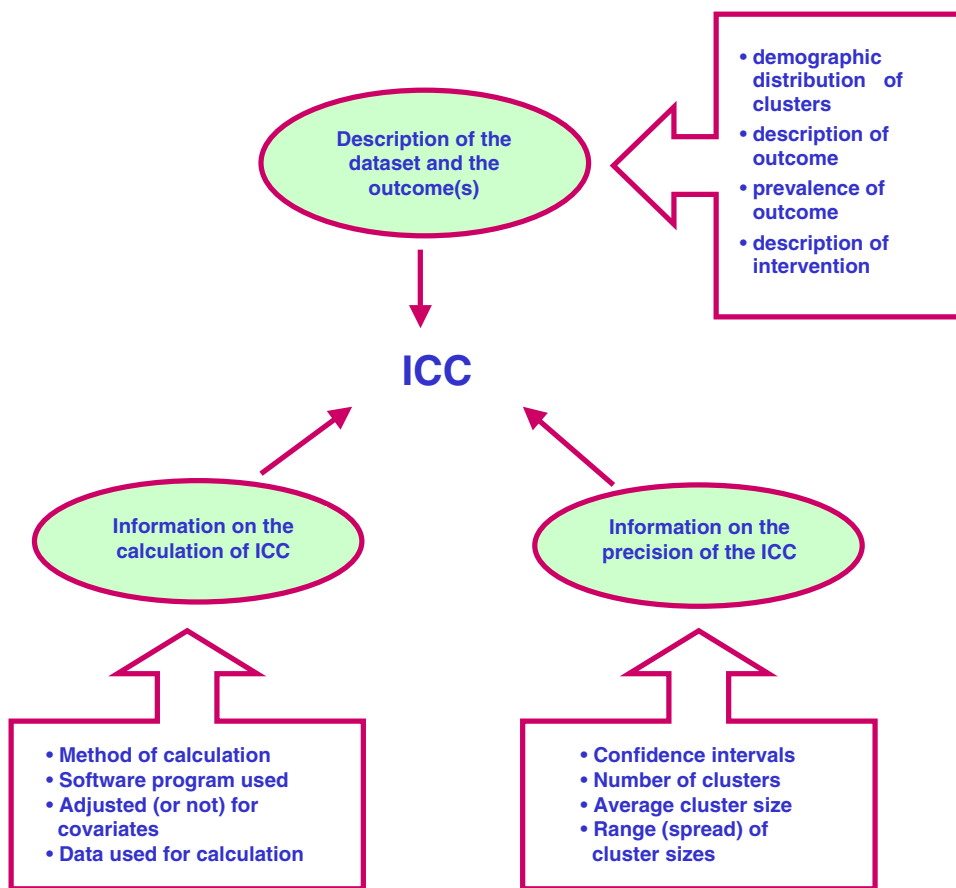 Description of the
dataset and the
outcome(s)
• demographic
distribution of
clusters
• description of
outcome
• prevalence of
outcome
• description of
intervention
ICC
Information on the
calculation of ICC
Information on the
precision of the ICC
• Method of calculation
• Software program used
• Adjusted (or not) for
covariates
• Data used for calculation
• Confidence intervals
• Number of clusters
• Average cluster size
• Range (spread) of
cluster sizes